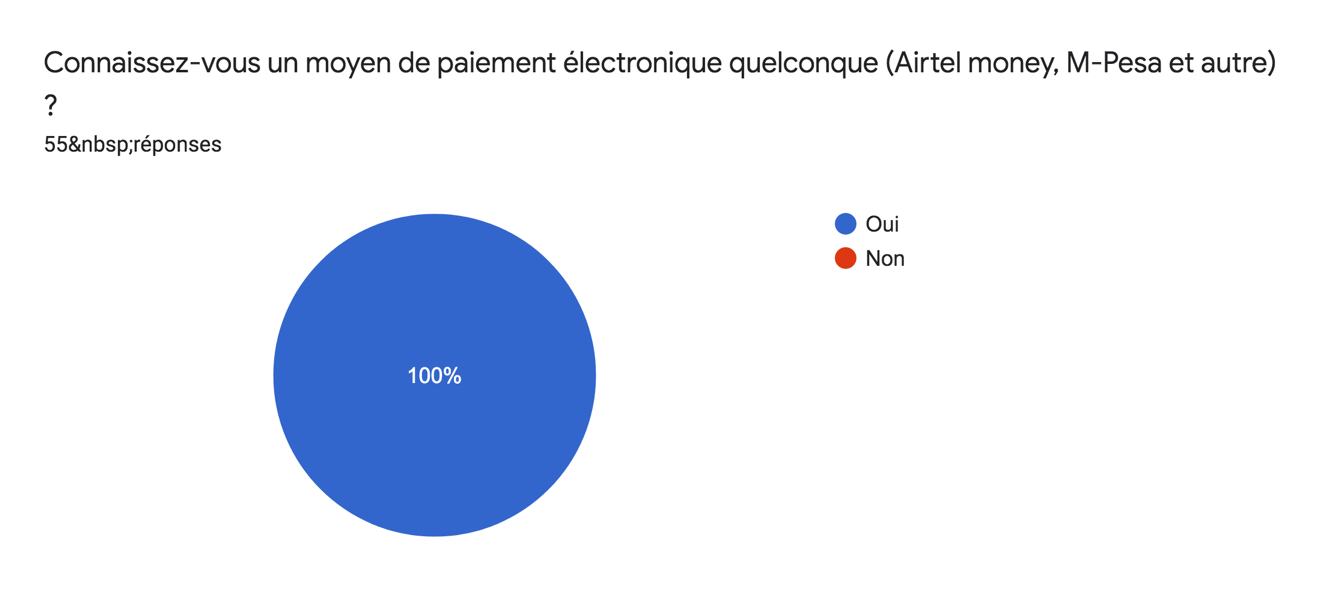 Connaissez-vous un moyen de paiement électronique quelconque (Airtel money, M-Pesa et autre)
?
55&nbsp;réponses
Oui
Non
100%